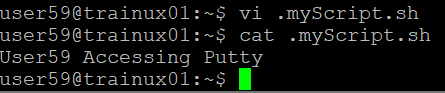 user59@trainux01:~$ vi .myScript.sh
user59@trainux01:~$ cat .myScript.sh
User59 Accessing Putty
user59@trainux01:~$